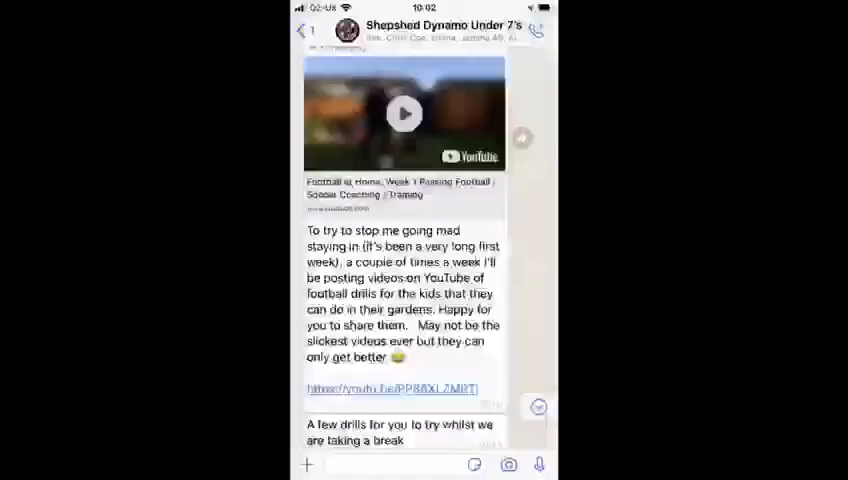 O2-UK
10:02
1
Shepshed Dynamo Under 7's
YouTube
Football at Home, Week 1 Passing Football
Soccer Coaching / Training
To try to stop me going mad
staying in (it's been a very long first
week), a couple of times a week I'll
be posting videos on YouTube of
football drills for the kids that they
can do in their gardens. Happy for
you to share them. May not be the
slickest videos ever but they can
only get better 😂
A few drills for you to try whilst we
are taking a break